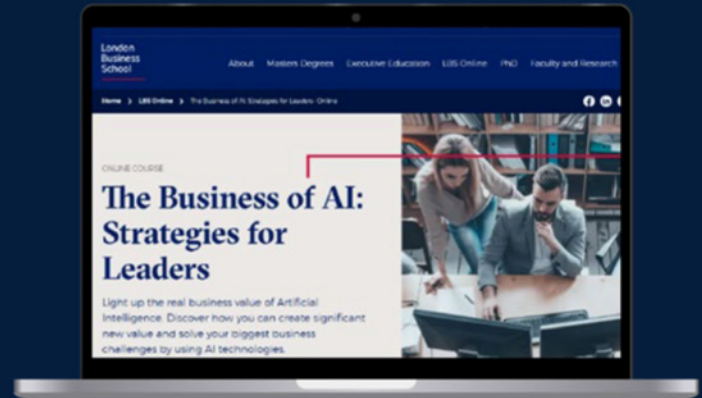 London
Business
School
About Masters Degrees Executive Education LBS Online PhD Faculty and Research
Home > LBS Online > The Business of AI: Strategies for Leaders- Online
ONLINE COURSE
The Business of AI:
Strategies for
Leaders
Light up the real business value of Artificial
Intelligence. Discover how you can create significant
new value and solve your biggest business
challenges by using AI technologies.